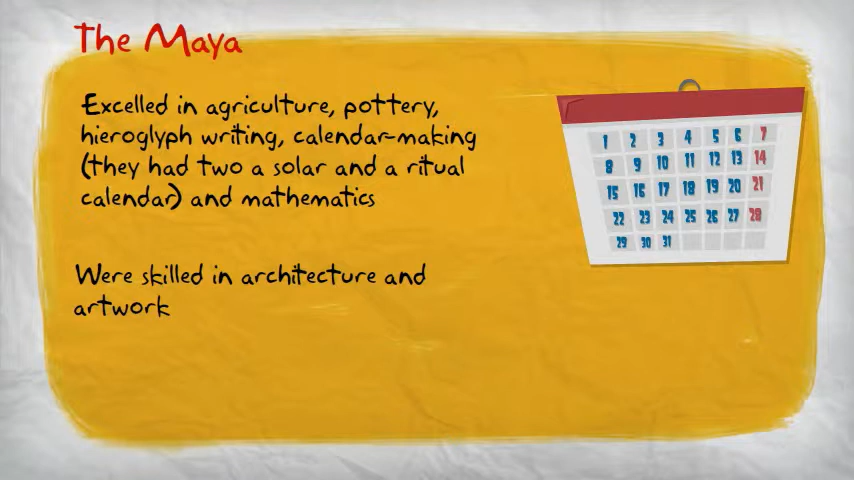 The Maya
Excelled in agriculture, pottery,
hieroglyph writing, calendar-making
(they had two a solar and a ritual
calendar) and mathematics
Were skilled in architecture and
artwork
1 2 3 4 5 6 7
8 9 10 11 12 13 14
15 16 17 18 19 20 21
22 23 24 25 26 27 28
29 30 31